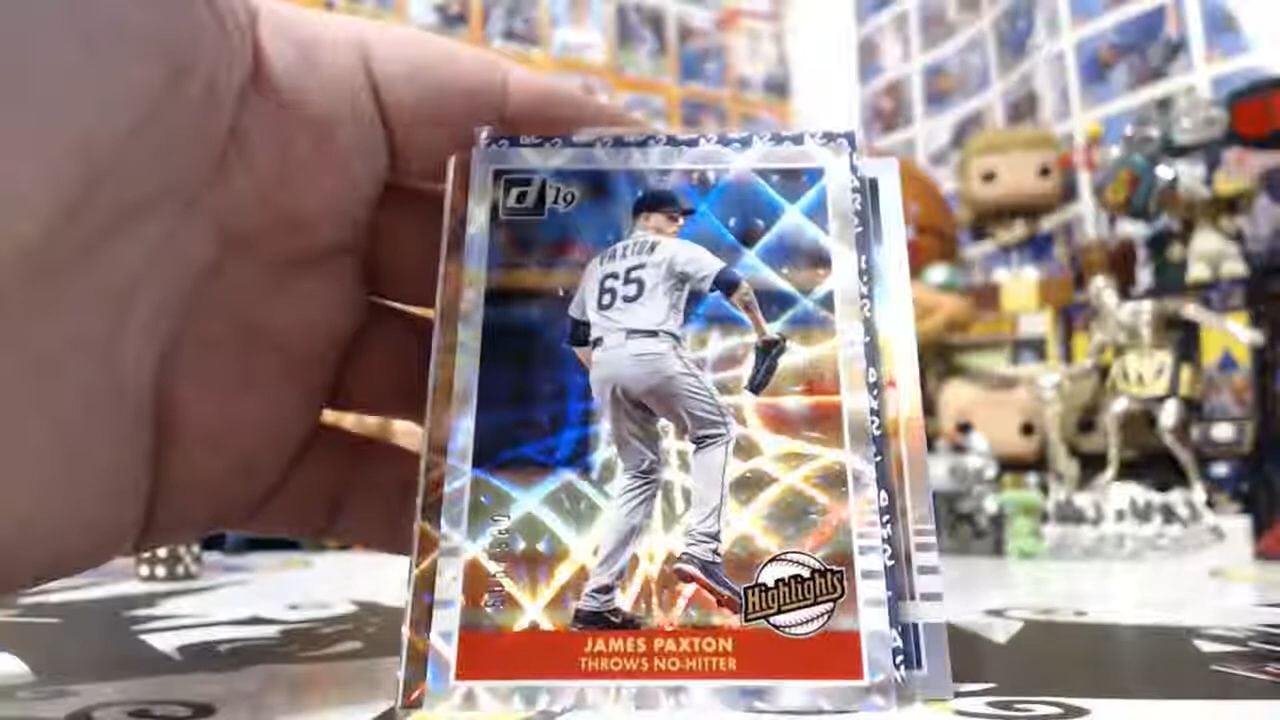 d '19
PAXTON
65
Highlights
JAMES PAXTON
THROWS NO-HITTER